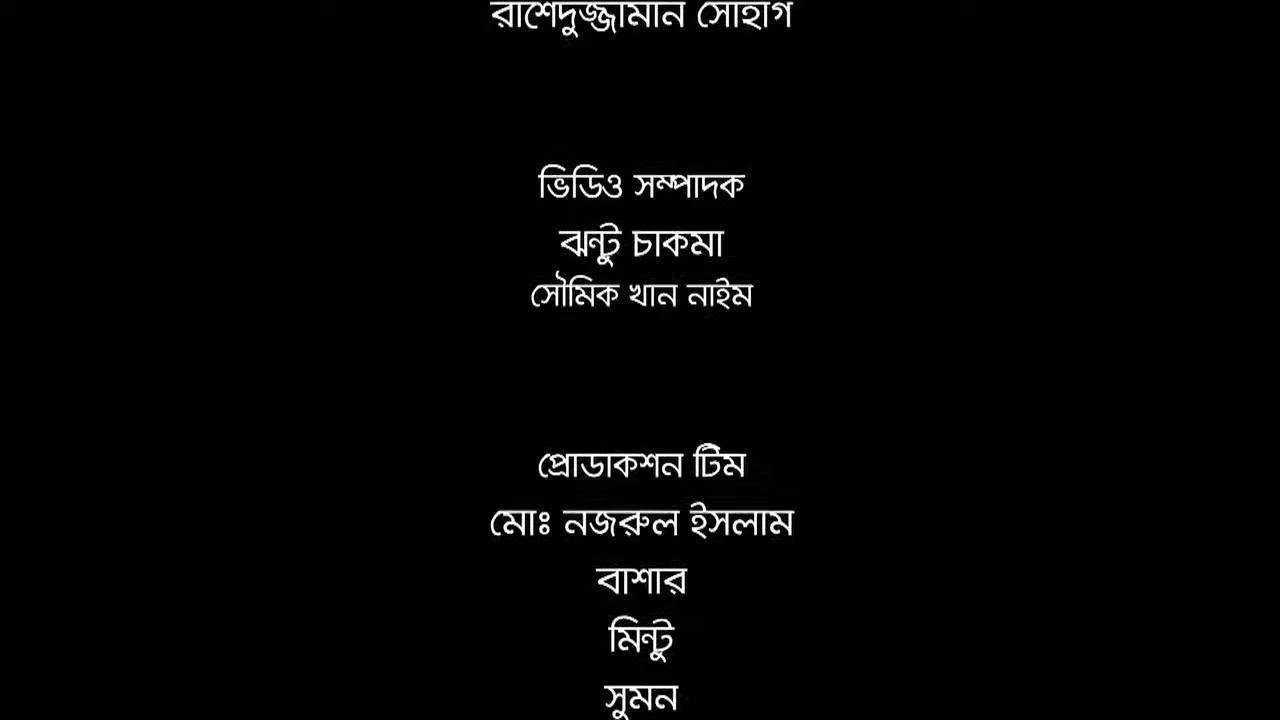 রাশেদুজ্জামান সোহাগ
ভিডিও সম্পাদক
ঝন্টু চাকমা
সৌমিক খান নাইম
প্রোডাকশন টিম
মোঃ নজরুল ইসলাম
বাশার
মিন্টু
সুমন